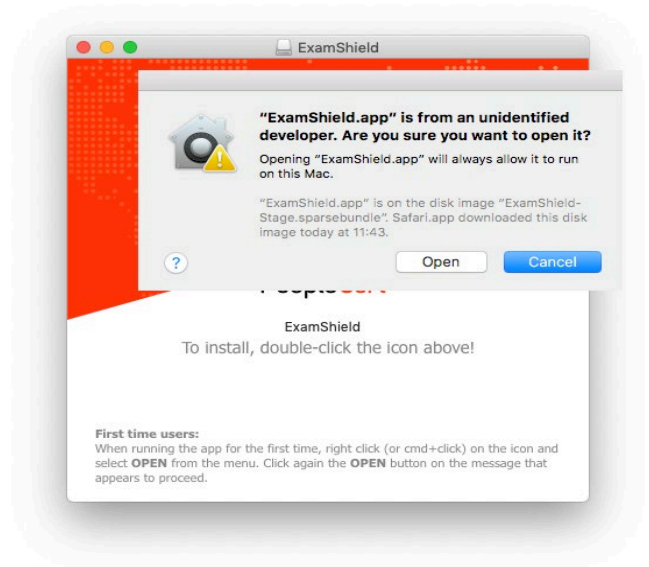 ExamShield
"ExamShield.app" is from an unidentified
developer. Are you sure you want to open it?
Opening "ExamShield.app" will always allow it to run
on this Mac.
"ExamShield.app" is on the disk image "ExamShield-
Stage.sparsebundle". Safari.app downloaded this disk
image today at 11:43.
?
Open
Cancel
ExamShield
To install, double-click the icon above!
First time users:
When running the app for the first time, right click (or cmd+click) on the icon and
select OPEN from the menu. Click again the OPEN button on the message that
appears to proceed.